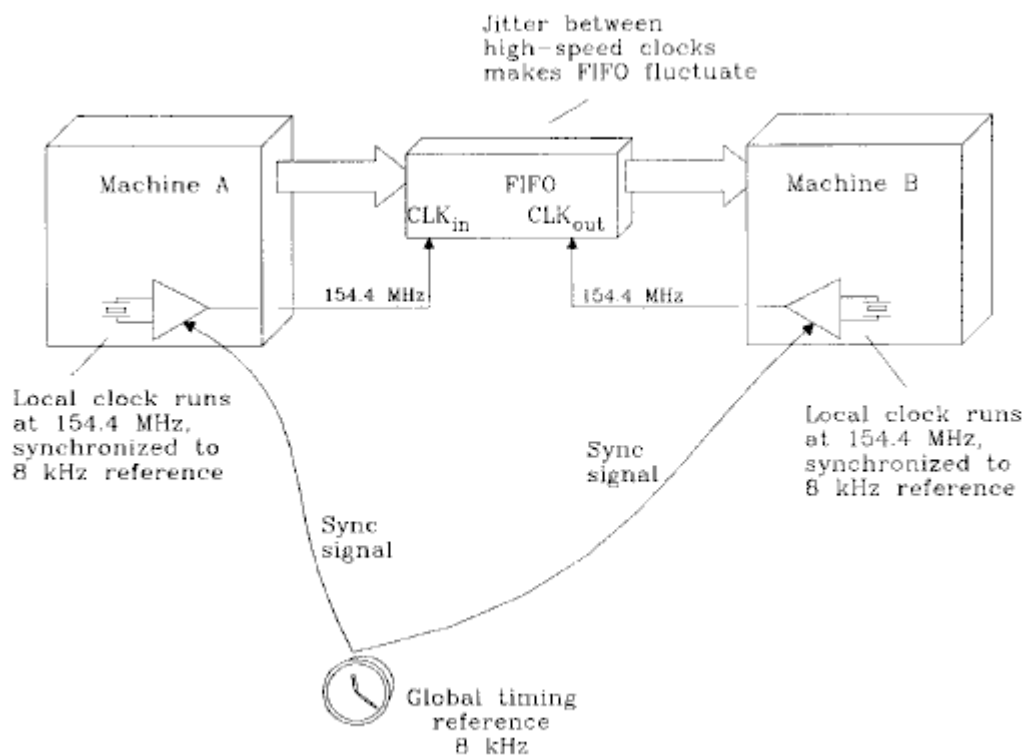 Jitter between
high-speed clocks
makes FIFO fluctuate
Machine A
FIFO
CLKin
CLKout
Machine B
154.4 MHz
154.4 MHz
Local clock runs
at 154.4 MHz,
synchronized to
8 kHz reference
Local clock runs
at 154.4 MHz,
synchronized to
8 kHz reference
Sync
signal
Sync
signal
Global timing
reference
8 kHz